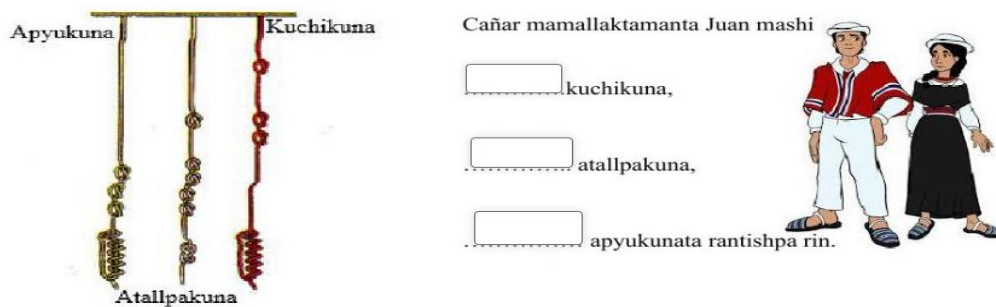 Apyukuna
Kuchikuna
Atallpakuna
Cañar mamallaktamanta Juan mashi
kuchikuna,
atallpakuna,
apyukunata rantishpa rin.